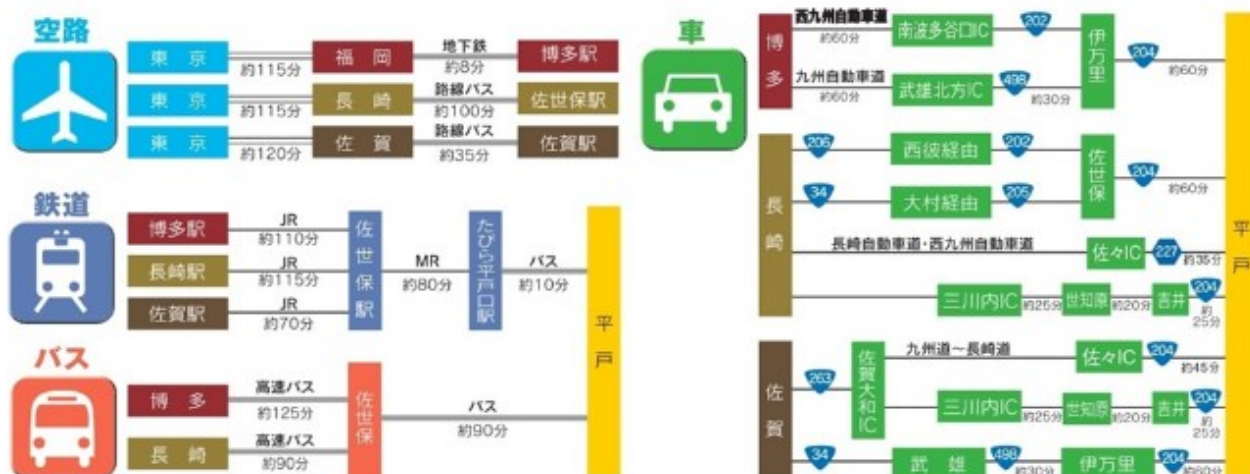 空路
東京 約115分 福岡 地下鉄 約8分 博多駅
東京 約115分 長崎 路線バス 約100分 佐世保駅
東京 約120分 佐賀 路線バス 約35分 佐賀駅
鉄道
博多駅 JR 約110分
長崎駅 JR 約115分
佐賀駅 JR 約70分
佐世保駅 MR 約80分 たびら平戸口駅 バス 約10分 平戸
バス
博多 高速バス 約125分
長崎 高速バス 約90分
佐世保 バス 約90分
車
博多
西九州自動車道 約60分 南波多谷口IC 202
九州自動車道 約60分 武雄北方IC 498 約30分
伊万里 204 約60分
長崎
206 西彼経由 202
34 大村経由 205
佐世保 204 約60分
長崎自動車道・西九州自動車道 佐々IC 227 約35分
三川内IC 約25分 世知原 約20分 吉井 204 約25分
佐賀
263 佐賀大和IC
九州道～長崎道 佐々IC 204 約45分
三川内IC 約25分 世知原 約20分 吉井 204 約25分
34 武雄 498 約30分 伊万里 204 約60分
平戸